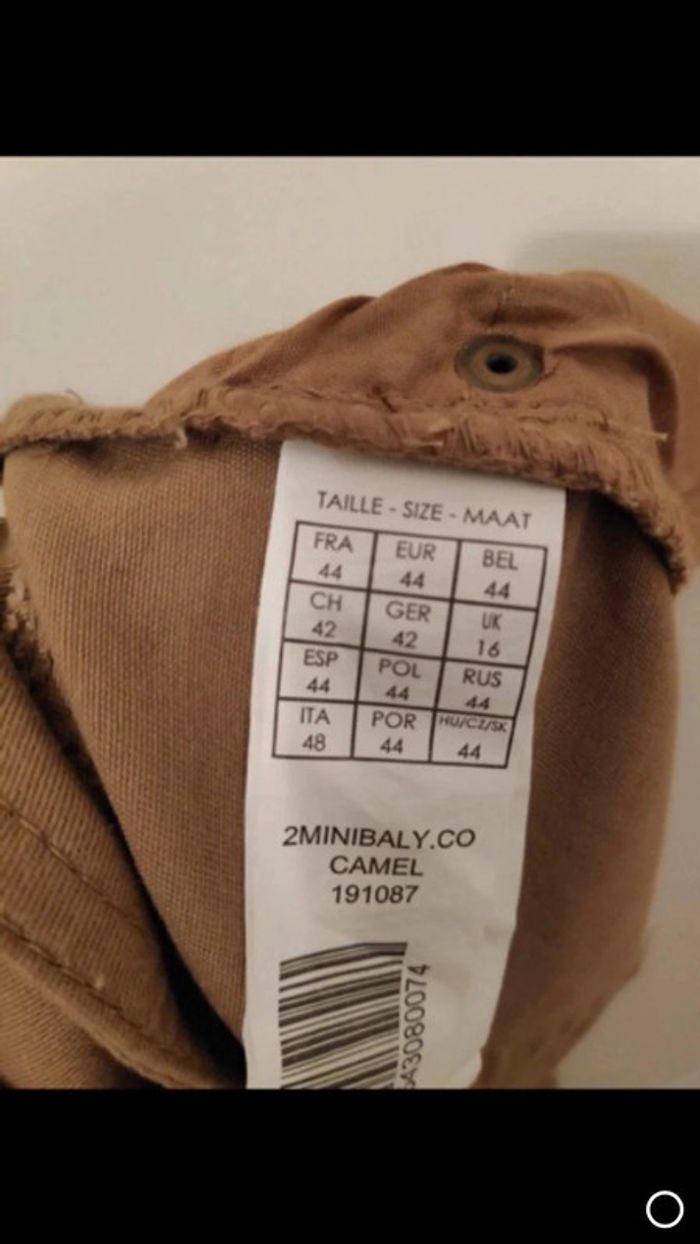 TAILLE - SIZE - MAAT
FRA EUR BEL
44 44 44
CH GER UK
42 42 16
ESP POL RUS
44 44 44
ITA POR HU/CZ/SK
48 44 44
2MINIBALY.CO
CAMEL
191087
A3080074